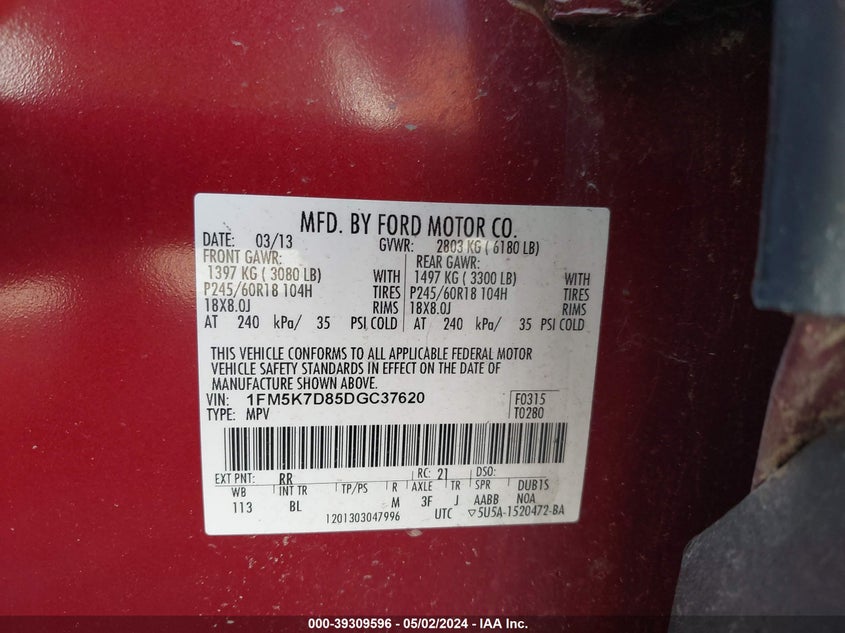 MFD. BY FORD MOTOR CO.
DATE: 03/13 GVWR: 2803 KG ( 6180 LB)
FRONT GAWR: REAR GAWR:
1397 KG ( 3080 LB) WITH 1497 KG ( 3300 LB) WITH
P245/60R18 104H TIRES P245/60R18 104H TIRES
18X8.0J RIMS 18X8.0J RIMS
AT 240 kPa/ 35 PSI COLD AT 240 kPa/ 35 PSI COLD
THIS VEHICLE CONFORMS TO ALL APPLICABLE FEDERAL MOTOR
VEHICLE SAFETY STANDARDS IN EFFECT ON THE DATE OF
MANUFACTURE SHOWN ABOVE.
VIN: 1FM5K7D85DGC37620 F0315
TYPE: MPV T0280
EXT PNT: RR RC: 21 DSO:
WB INT TR TP/PS R AXLE TR SPR DUB1S
113 BL M 3F J AABB NOA
1201303047996 UTC ▽5U5A-1520472-BA
000-39309596 - 05/02/2024 - IAA Inc.